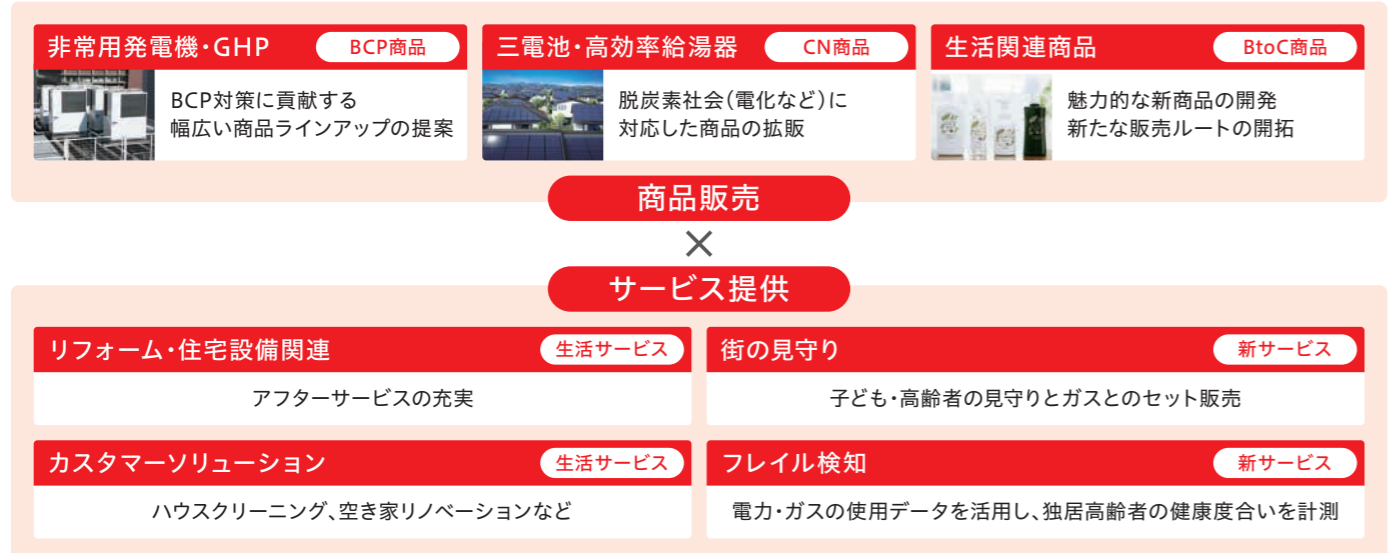 非常用発電機・GHP BCP商品
BCP対策に貢献する
幅広い商品ラインアップの提案
三電池・高効率給湯器 CN商品
脱炭素社会(電化など)に
対応した商品の拡販
生活関連商品 BtoC商品
魅力的な新商品の開発
新たな販売ルートの開拓
商品販売
×
サービス提供
リフォーム・住宅設備関連 生活サービス
アフターサービスの充実
街の見守り 新サービス
子ども・高齢者の見守りとガスとのセット販売
カスタマーソリューション 生活サービス
ハウスクリーニング、空き家リノベーションなど
フレイル検知 新サービス
電力・ガスの使用データを活用し、独居高齢者の健康度合いを計測